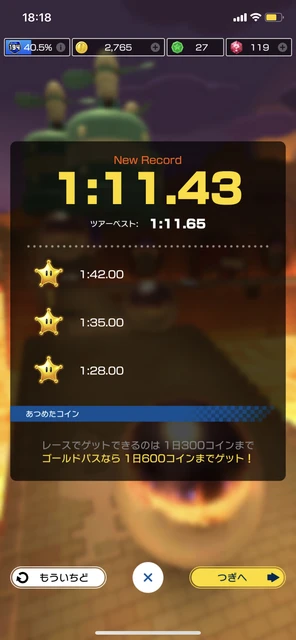 18:18
194 40.5%
2,765
27
119
New Record
1:11.43
ツアーベスト: 1:11.65
1:42.00
1:35.00
1:28.00
あつめたコイン
レースでゲットできるのは 1日300コインまで
ゴールドパスなら 1日600コインまでゲット!
もういちど
つぎへ